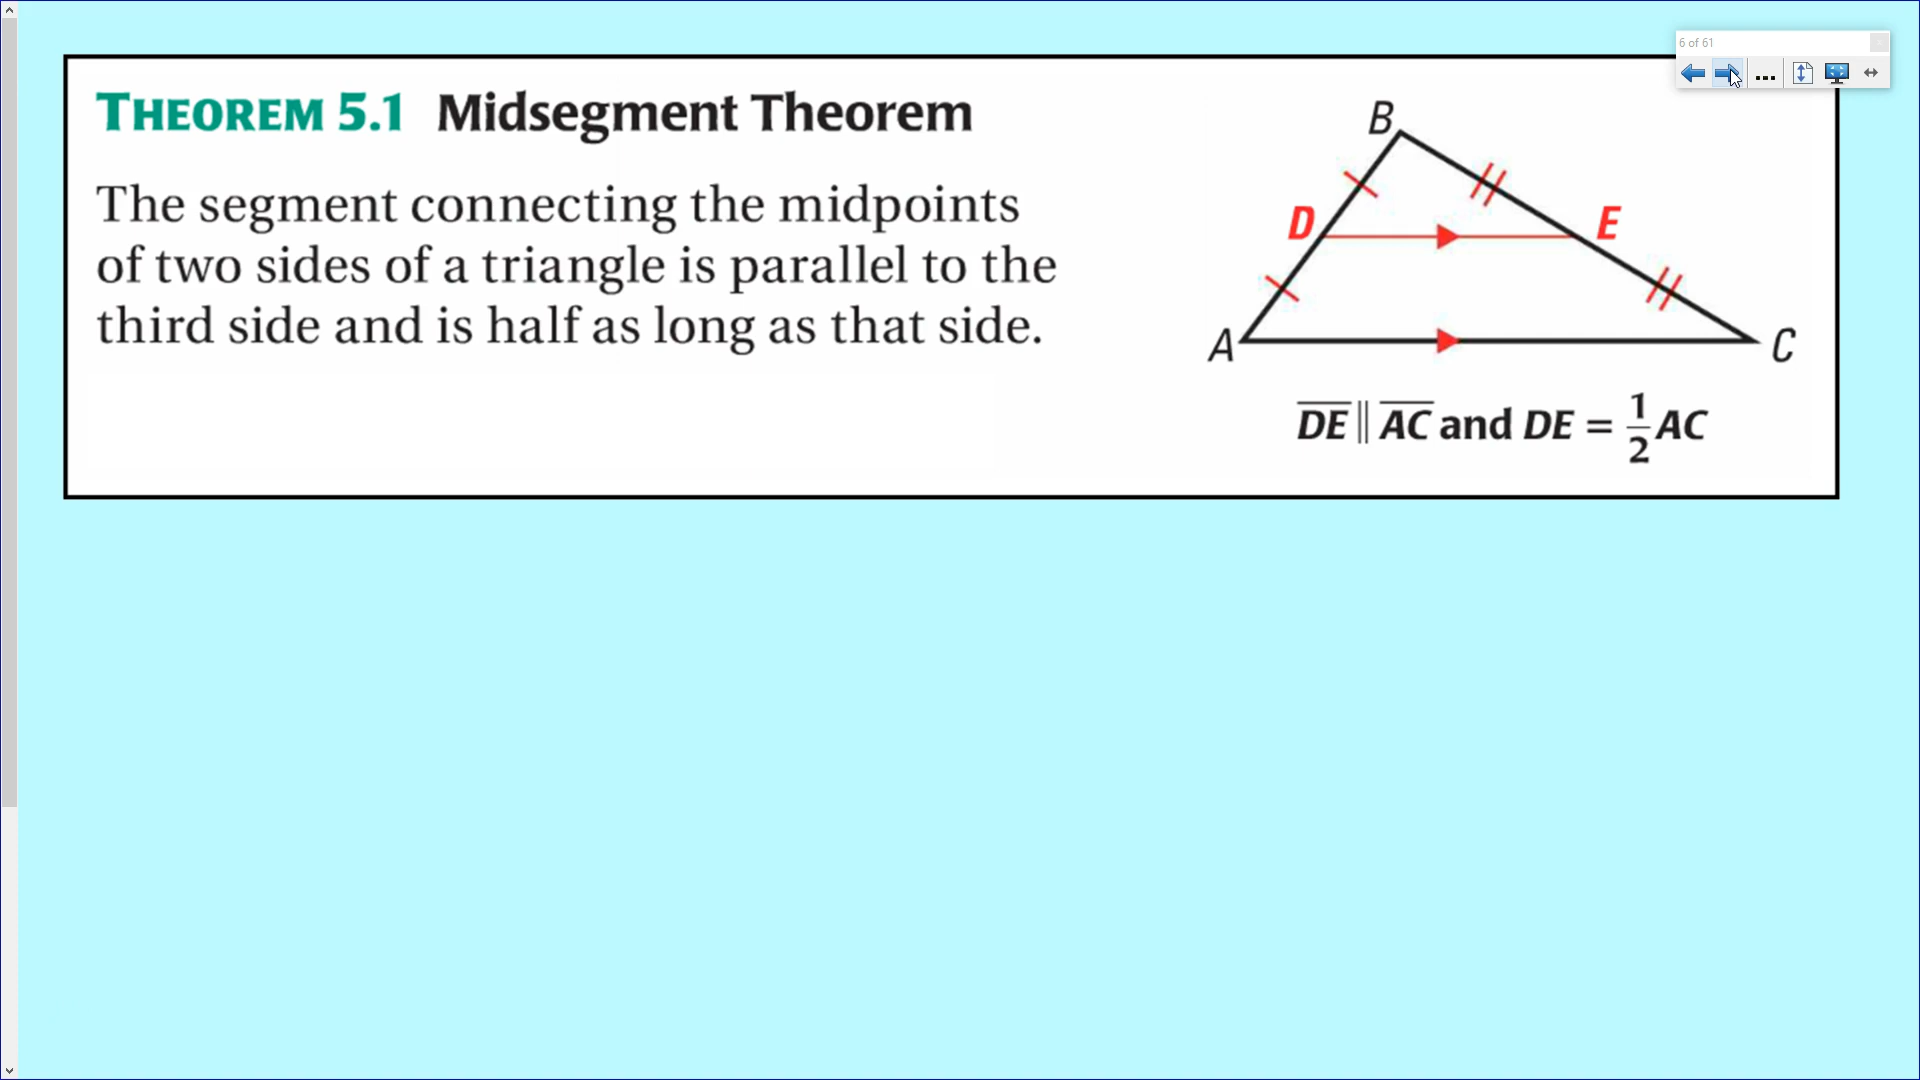 6 of 61
THEOREM 5.1 Midsegment Theorem
The segment connecting the midpoints
of two sides of a triangle is parallel to the
third side and is half as long as that side.
B
D
E
A
C
DE || AC and DE = 1/2 AC